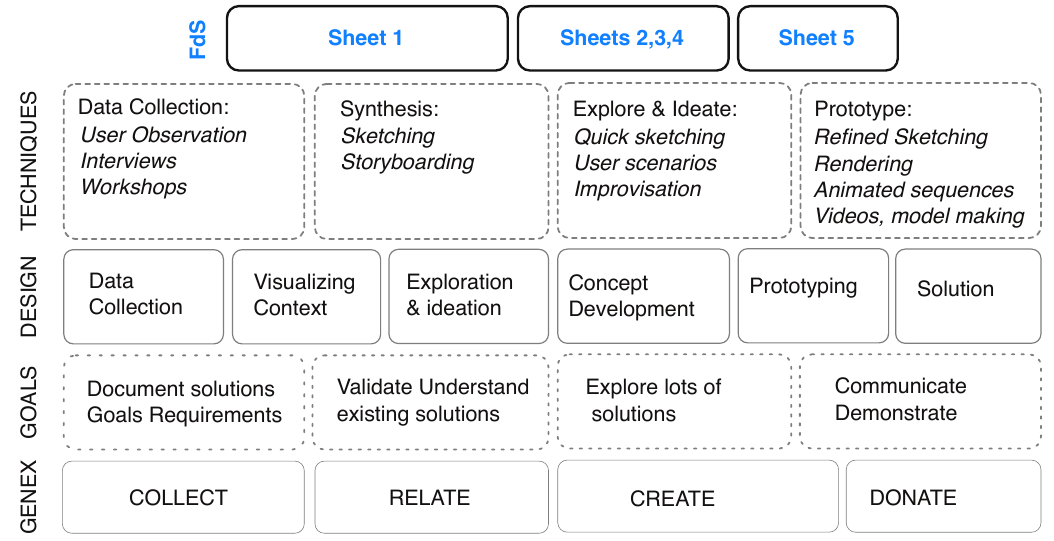 FdS
Sheet 1
Sheets 2,3,4
Sheet 5
TECHNIQUES
Data Collection:
User Observation
Interviews
Workshops
Synthesis:
Sketching
Storyboarding
Explore & Ideate:
Quick sketching
User scenarios
Improvisation
Prototype:
Refined Sketching
Rendering
Animated sequences
Videos, model making
DESIGN
Data
Collection
Visualizing
Context
Exploration
& ideation
Concept
Development
Prototyping
Solution
GOALS
Document solutions
Goals Requirements
Validate Understand
existing solutions
Explore lots of
solutions
Communicate
Demonstrate
GENEX
COLLECT
RELATE
CREATE
DONATE